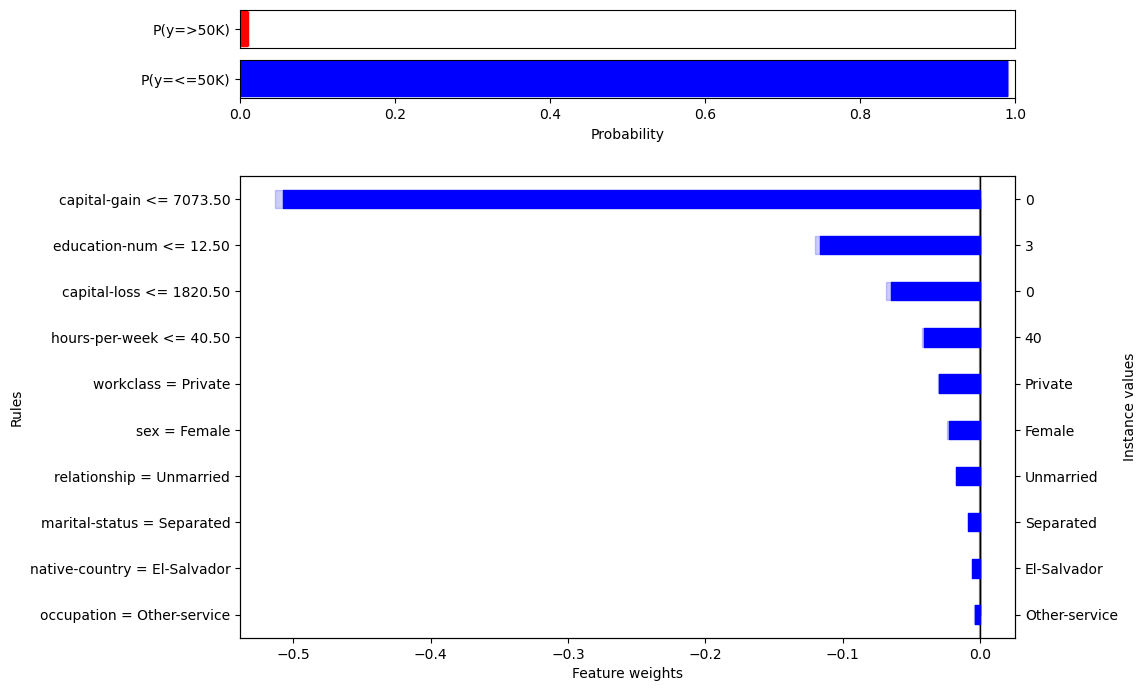 P(y=>50K)
P(y=<=50K)
0.0 0.2 0.4 0.6 0.8 1.0
Probability
capital-gain <= 7073.50 0
education-num <= 12.50 3
capital-loss <= 1820.50 0
hours-per-week <= 40.50 40
workclass = Private Private
sex = Female Female
relationship = Unmarried Unmarried
marital-status = Separated Separated
native-country = El-Salvador El-Salvador
occupation = Other-service Other-service
Rules
Instance values
−0.5 −0.4 −0.3 −0.2 −0.1 0.0
Feature weights